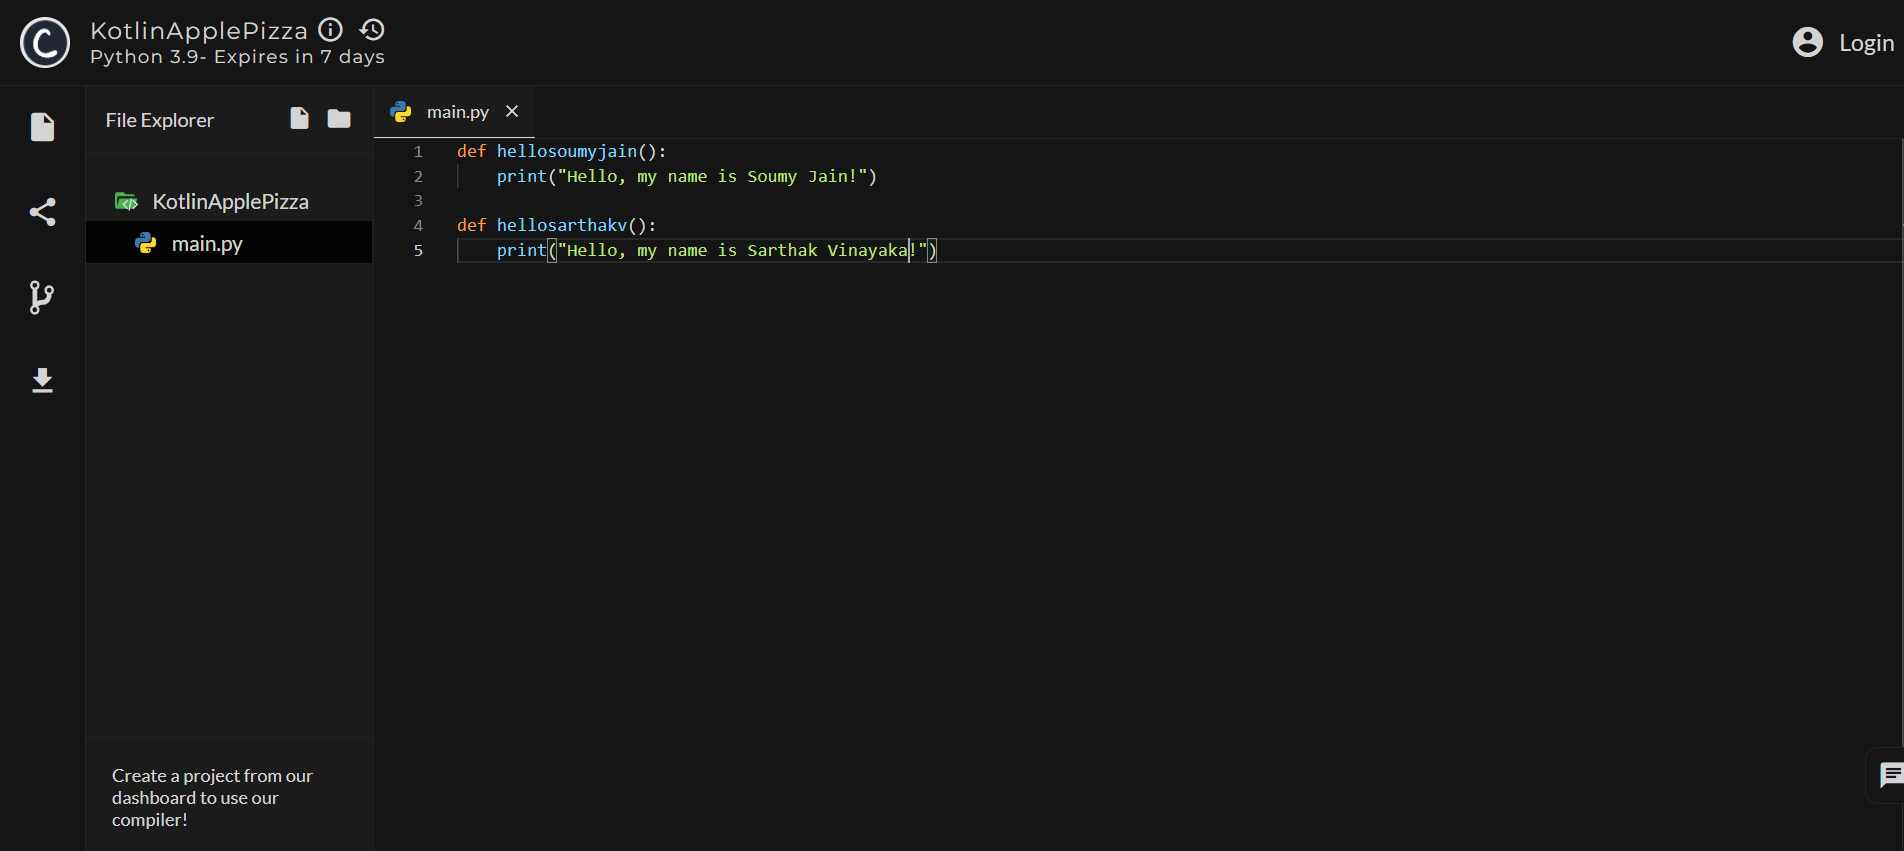 KotlinApplePizza
Python 3.9- Expires in 7 days
Login
File Explorer
main.py
KotlinApplePizza
main.py
1 def hellosoumyjain():
2 print("Hello, my name is Soumy Jain!")
3
4 def hellosarthakv():
5 print("Hello, my name is Sarthak Vinayaka!")
Create a project from our
dashboard to use our
compiler!